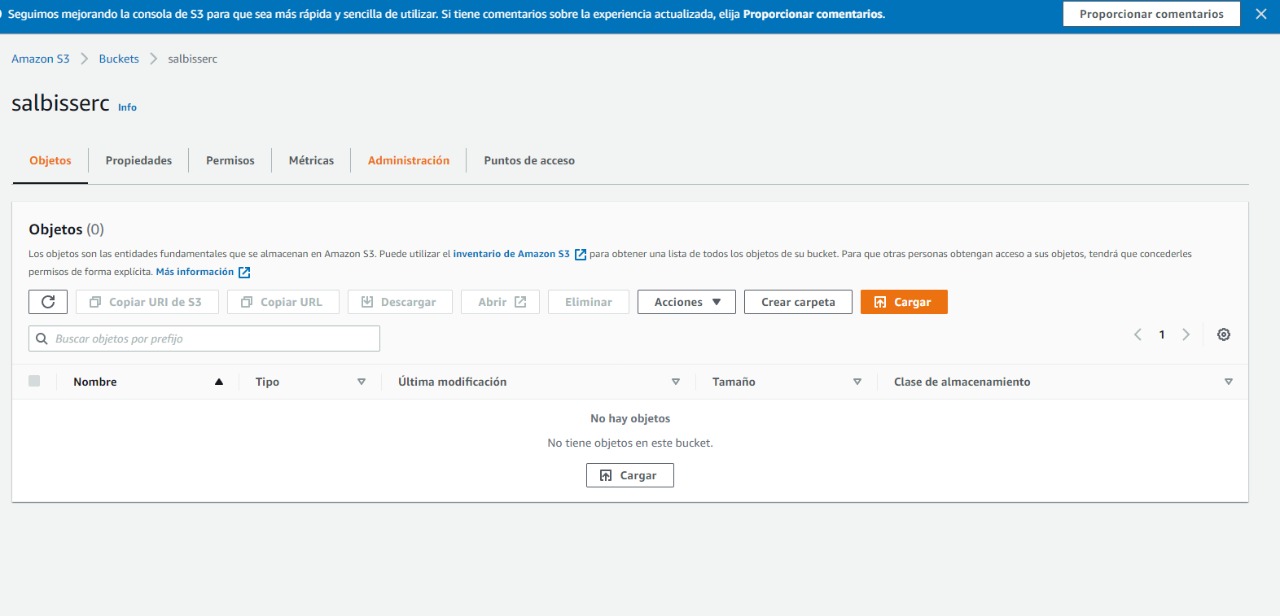 Seguimos mejorando la consola de S3 para que sea más rápida y sencilla de utilizar. Si tiene comentarios sobre la experiencia actualizada, elija Proporcionar comentarios.
Proporcionar comentarios
Amazon S3 > Buckets > salbisserc
salbisserc Info
Objetos Propiedades Permisos Métricas Administración Puntos de acceso
Objetos (0)
Los objetos son las entidades fundamentales que se almacenan en Amazon S3. Puede utilizar el inventario de Amazon S3 para obtener una lista de todos los objetos de su bucket. Para que otras personas obtengan acceso a sus objetos, tendrá que concederles
permisos de forma explícita. Más información
Copiar URI de S3 Copiar URL Descargar Abrir Eliminar Acciones Crear carpeta Cargar
Buscar objetos por prefijo
1
Nombre Tipo Última modificación Tamaño Clase de almacenamiento
No hay objetos
No tiene objetos en este bucket.
Cargar